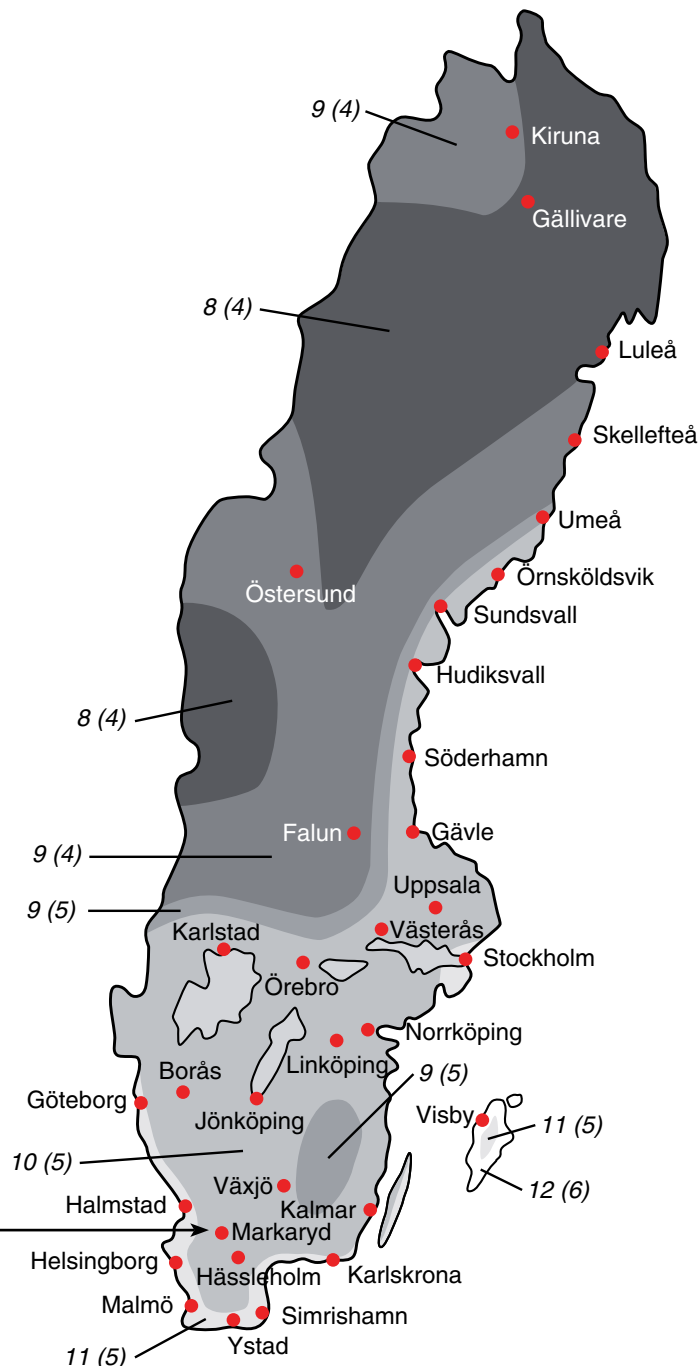 9 (4)
Kiruna
Gällivare
8 (4)
Luleå
Skellefteå
Umeå
Örnsköldsvik
Östersund
Sundsvall
Hudiksvall
8 (4)
Söderhamn
Falun
Gävle
9 (4)
Uppsala
9 (5)
Karlstad
Västerås
Stockholm
Örebro
Norrköping
Linköping
Borås
9 (5)
Göteborg
Jönköping
Visby
11 (5)
10 (5)
Växjö
12 (6)
Halmstad
Kalmar
Markaryd
Helsingborg
Hässleholm
Karlskrona
Malmö
Simrishamn
Ystad
11 (5)